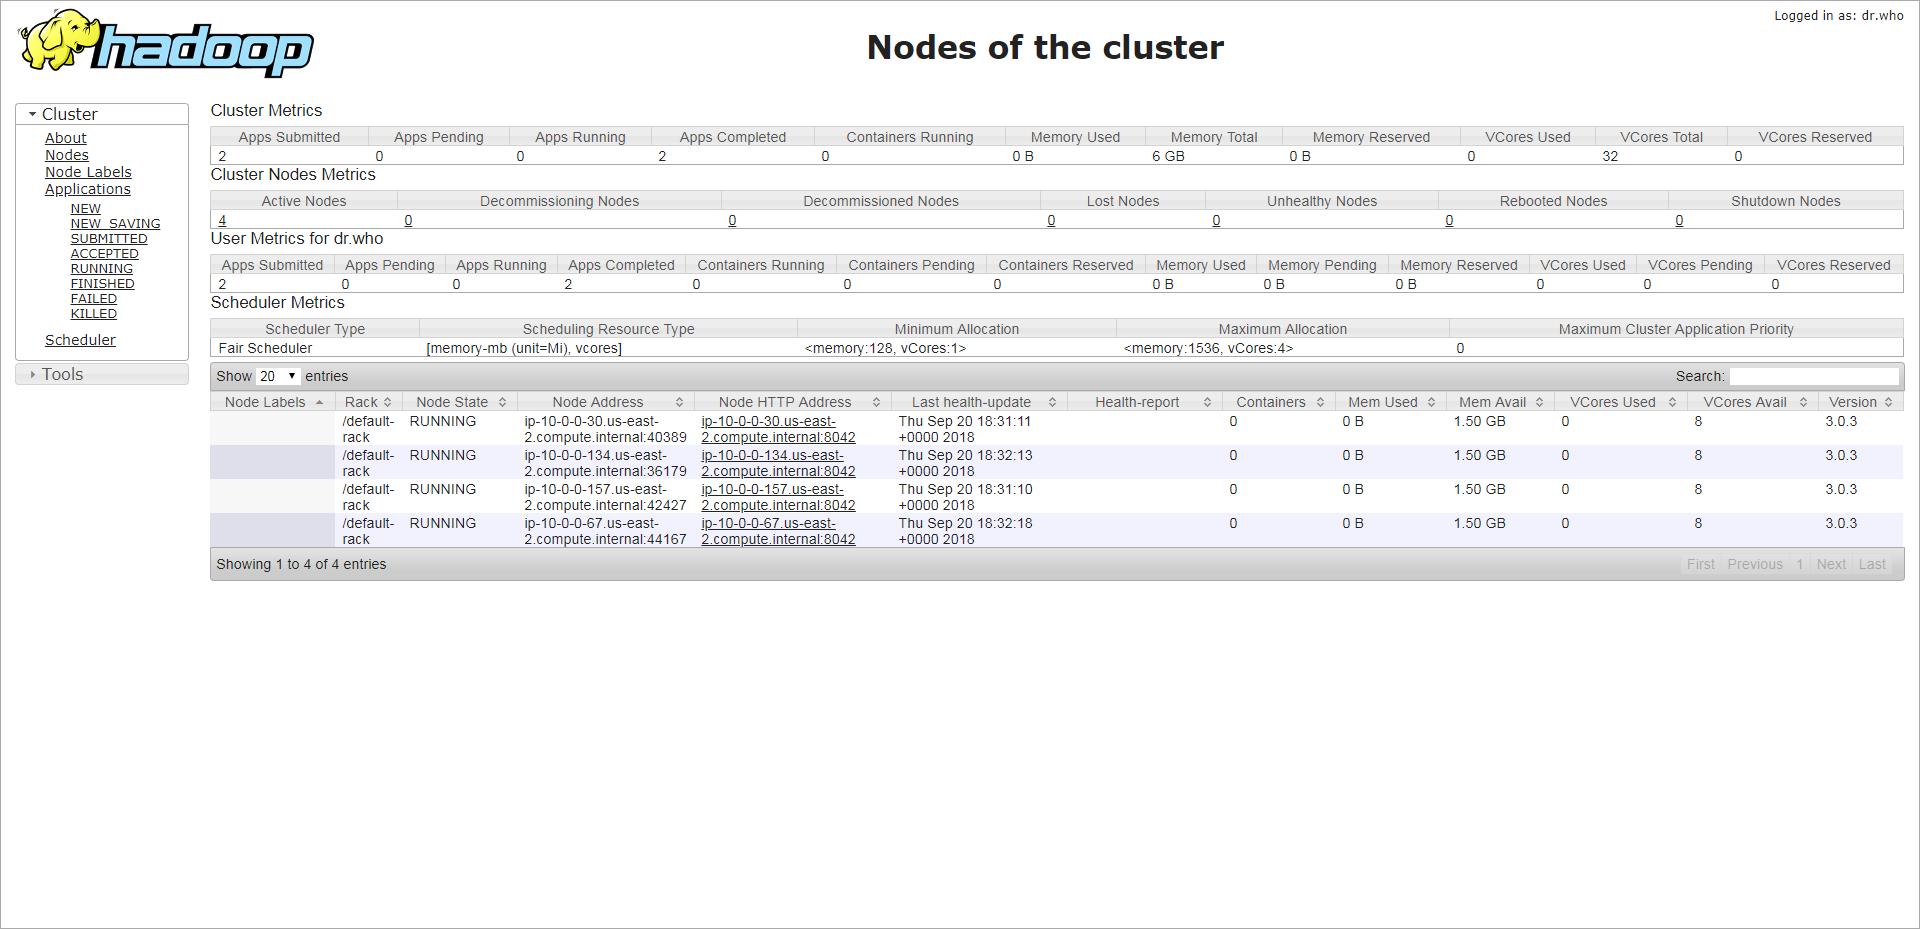 Logged in as: dr.who
hadoop
Nodes of the cluster
Cluster
About
Nodes
Node Labels
Applications
NEW
NEW_SAVING
SUBMITTED
ACCEPTED
RUNNING
FINISHED
FAILED
KILLED
Scheduler
Tools
Cluster Metrics
Apps Submitted Apps Pending Apps Running Apps Completed Containers Running Memory Used Memory Total Memory Reserved VCores Used VCores Total VCores Reserved
2 0 0 2 0 0 B 6 GB 0 B 0 32 0
Cluster Nodes Metrics
Active Nodes Decommissioning Nodes Decommissioned Nodes Lost Nodes Unhealthy Nodes Rebooted Nodes Shutdown Nodes
4 0 0 0 0 0 0
User Metrics for dr.who
Apps Submitted Apps Pending Apps Running Apps Completed Containers Running Containers Pending Containers Reserved Memory Used Memory Pending Memory Reserved VCores Used VCores Pending VCores Reserved
2 0 0 2 0 0 0 0 B 0 B 0 B 0 0 0
Scheduler Metrics
Scheduler Type Scheduling Resource Type Minimum Allocation Maximum Allocation Maximum Cluster Application Priority
Fair Scheduler [memory-mb (unit=Mi), vcores] <memory:128, vCores:1> <memory:1536, vCores:4> 0
Show 20 entries Search:
Node Labels Rack Node State Node Address Node HTTP Address Last health-update Health-report Containers Mem Used Mem Avail VCores Used VCores Avail Version
/default- RUNNING ip-10-0-0-30.us-east- ip-10-0-0-30.us-east- Thu Sep 20 18:31:11 0 0 B 1.50 GB 0 8 3.0.3
rack 2.compute.internal:40389 2.compute.internal:8042 +0000 2018
/default- RUNNING ip-10-0-0-134.us-east- ip-10-0-0-134.us-east- Thu Sep 20 18:32:13 0 0 B 1.50 GB 0 8 3.0.3
rack 2.compute.internal:36179 2.compute.internal:8042 +0000 2018
/default- RUNNING ip-10-0-0-157.us-east- ip-10-0-0-157.us-east- Thu Sep 20 18:31:10 0 0 B 1.50 GB 0 8 3.0.3
rack 2.compute.internal:42427 2.compute.internal:8042 +0000 2018
/default- RUNNING ip-10-0-0-67.us-east- ip-10-0-0-67.us-east- Thu Sep 20 18:32:18 0 0 B 1.50 GB 0 8 3.0.3
rack 2.compute.internal:44167 2.compute.internal:8042 +0000 2018
Showing 1 to 4 of 4 entries First Previous 1 Next Last